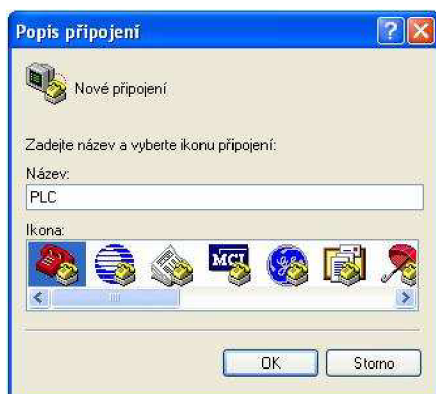 Popis připojení
Nové připojení
Zadejte název a vyberte ikonu připojení:
Název:
PLC
Ikona:
MCI
OK
Storno